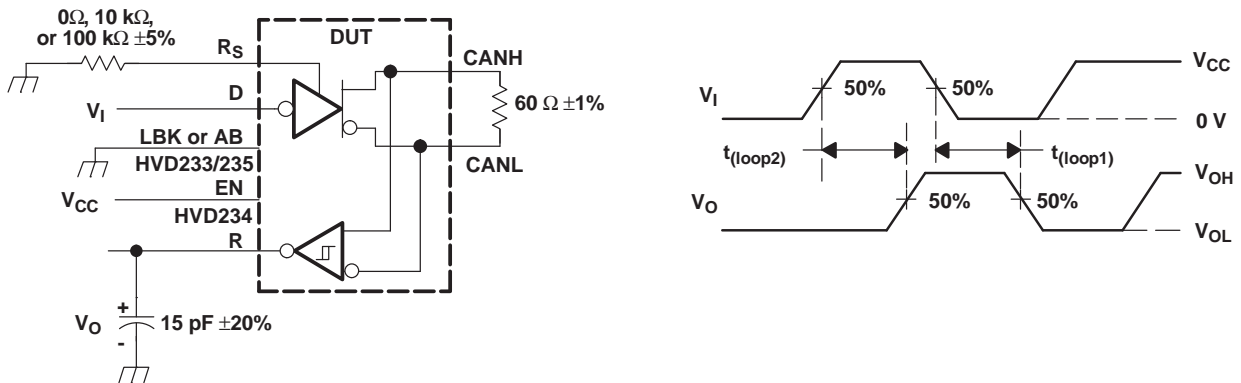 0Ω, 10 kΩ,
or 100 kΩ ±5%
RS
DUT
CANH
D
VI
60 Ω ±1%
LBK or AB
HVD233/235
CANL
EN
VCC
HVD234
R
+
VO
15 pF ±20%
-
VCC
50%
50%
VI
0 V
t(loop2)
t(loop1)
VOH
VO
50%
50%
VOL